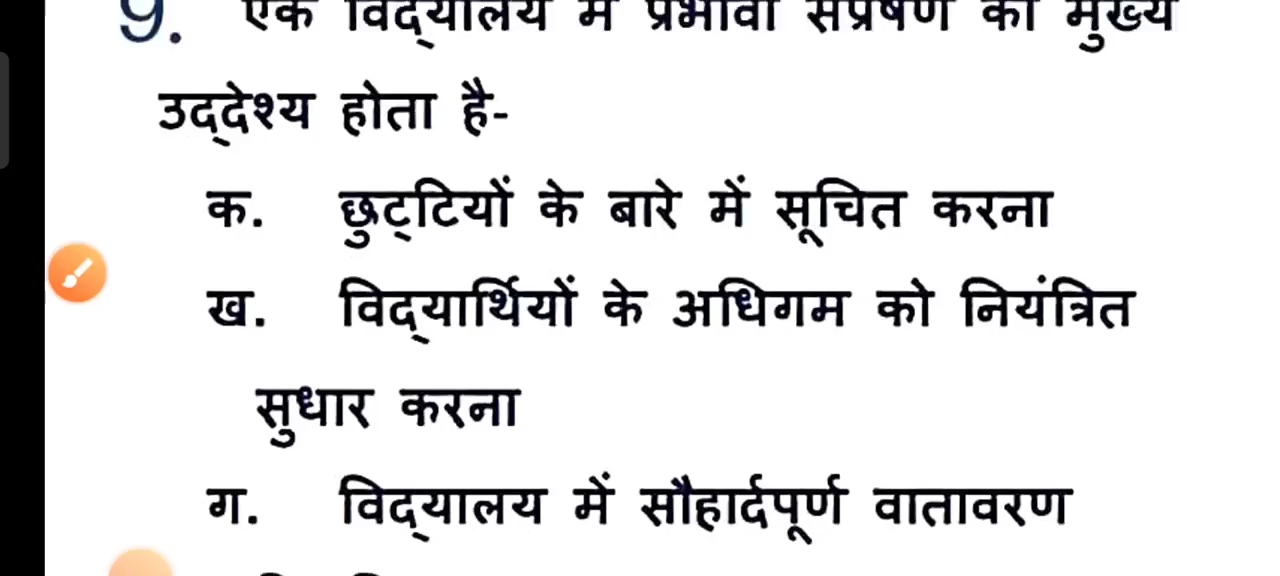 9. एक विद्यालय में प्रभावी संप्रेषण का मुख्य
उद्देश्य होता है-
क. छुट्टियों के बारे में सूचित करना
ख. विद्यार्थियों के अधिगम को नियंत्रित
सुधार करना
ग. विद्यालय में सौहार्दपूर्ण वातावरण